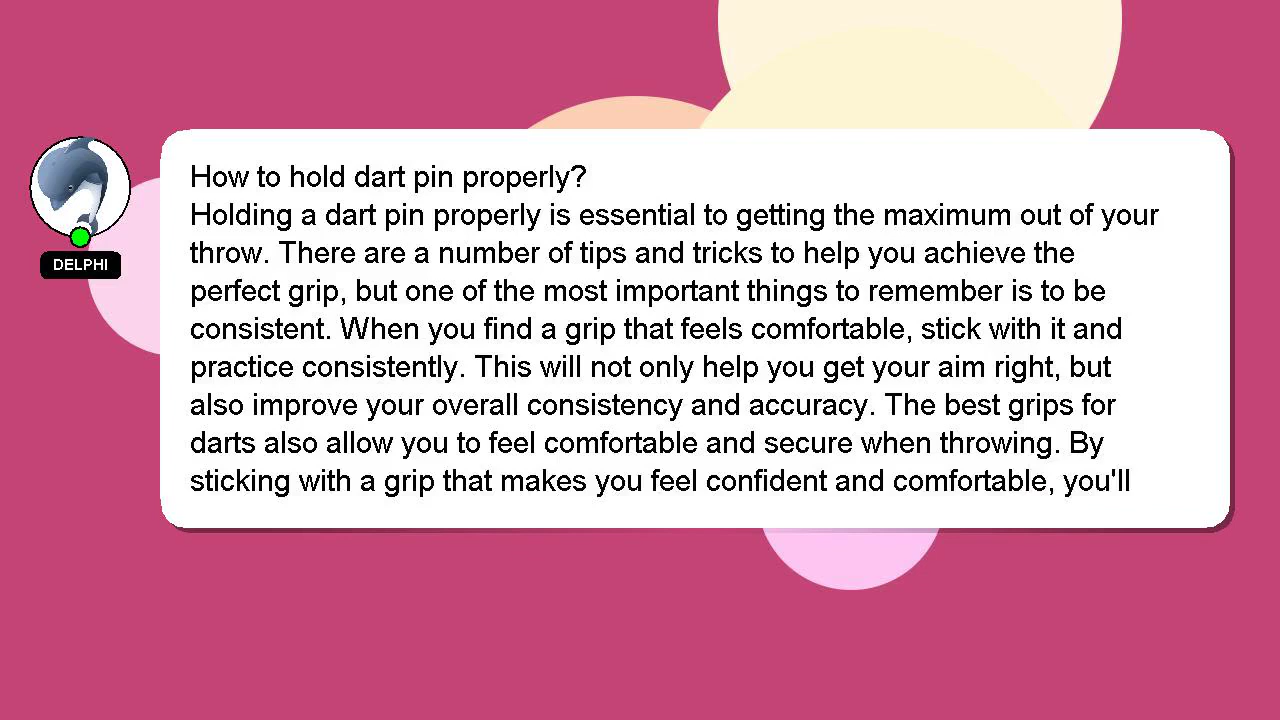 How to hold dart pin properly?
Holding a dart pin properly is essential to getting the maximum out of your
throw. There are a number of tips and tricks to help you achieve the
perfect grip, but one of the most important things to remember is to be
consistent. When you find a grip that feels comfortable, stick with it and
practice consistently. This will not only help you get your aim right, but
also improve your overall consistency and accuracy. The best grips for
darts also allow you to feel comfortable and secure when throwing. By
sticking with a grip that makes you feel confident and comfortable, you'll
DELPHI